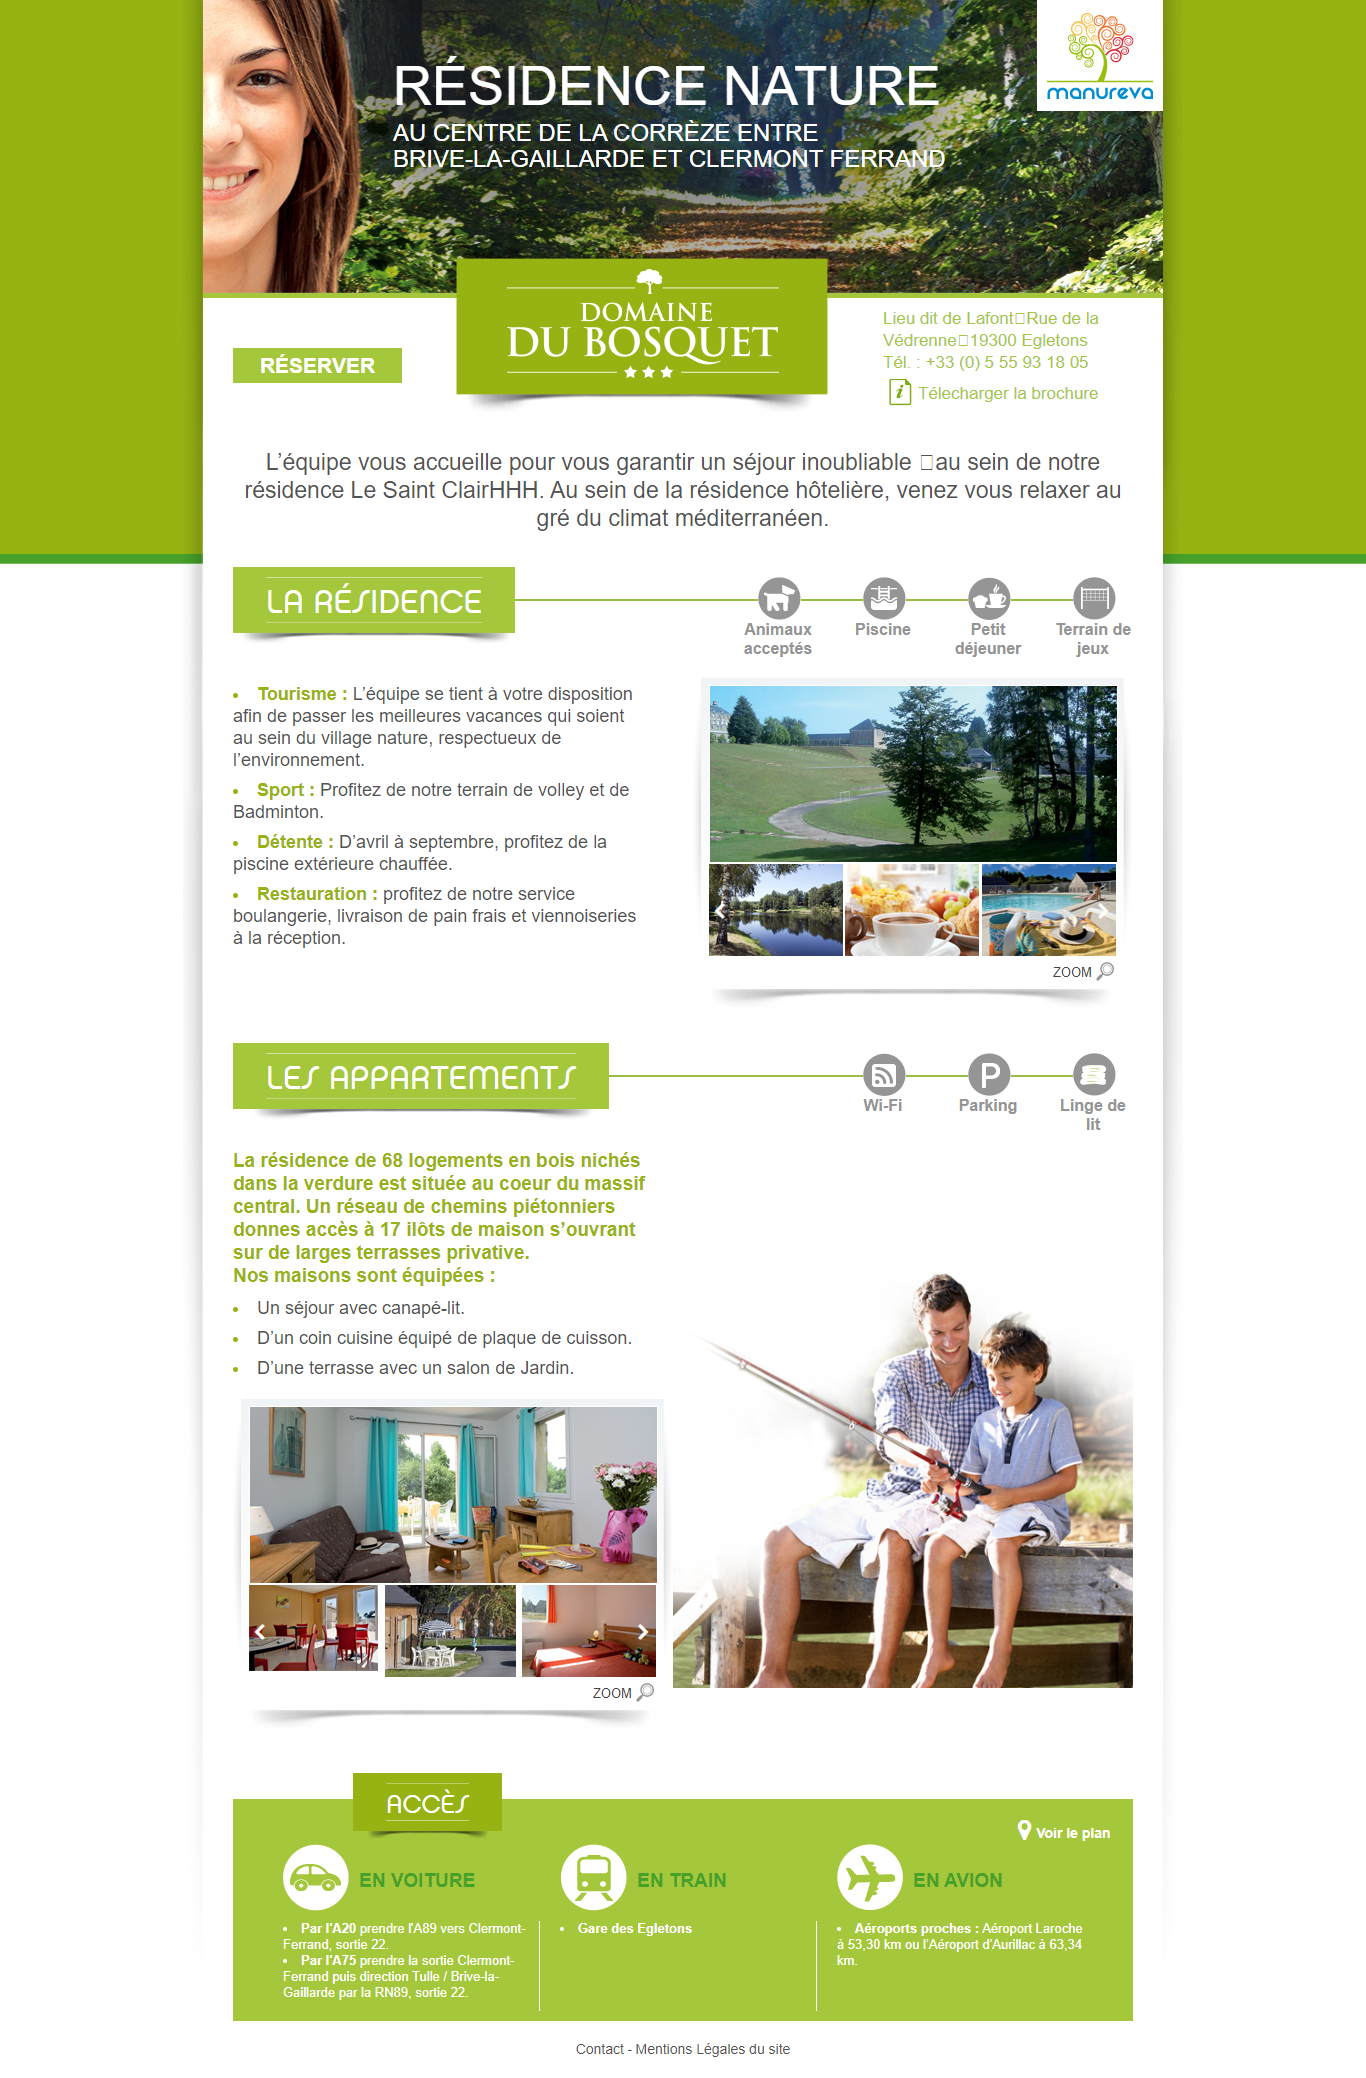 RÉSIDENCE NATURE
AU CENTRE DE LA CORRÈZE ENTRE
BRIVE-LA-GAILLARDE ET CLERMONT FERRAND
manureva
DOMAINE
DU BOSQUET
RÉSERVER
Lieu dit de Lafont□Rue de la
Védrenne□19300 Egletons
Tél. : +33 (0) 5 55 93 18 05
Télecharger la brochure
L’équipe vous accueille pour vous garantir un séjour inoubliable □au sein de notre
résidence Le Saint ClairHHH. Au sein de la résidence hôtelière, venez vous relaxer au
gré du climat méditerranéen.
LA RÉSIDENCE
Animaux
acceptés
Piscine
Petit
déjeuner
Terrain de
jeux
• Tourisme : L’équipe se tient à votre disposition
afin de passer les meilleures vacances qui soient
au sein du village nature, respectueux de
l’environnement.
• Sport : Profitez de notre terrain de volley et de
Badminton.
• Détente : D’avril à septembre, profitez de la
piscine extérieure chauffée.
• Restauration : profitez de notre service
boulangerie, livraison de pain frais et viennoiseries
à la réception.
ZOOM
LES APPARTEMENTS
Wi-Fi
P
Parking
Linge de
lit
La résidence de 68 logements en bois nichés
dans la verdure est située au coeur du massif
central. Un réseau de chemins piétonniers
donnes accès à 17 ilôts de maison s’ouvrant
sur de larges terrasses privative.
Nos maisons sont équipées :
• Un séjour avec canapé-lit.
• D’un coin cuisine équipé de plaque de cuisson.
• D’une terrasse avec un salon de Jardin.
ZOOM
ACCÈS
Voir le plan
EN VOITURE
• Par l'A20 prendre l'A89 vers Clermont-
Ferrand, sortie 22.
• Par l'A75 prendre la sortie Clermont-
Ferrand puis direction Tulle / Brive-la-
Gaillarde par la RN89, sortie 22.
EN TRAIN
• Gare des Egletons
EN AVION
• Aéroports proches : Aéroport Laroche
à 53,30 km ou l’Aéroport d’Aurillac à 63,34
km.
Contact - Mentions Légales du site